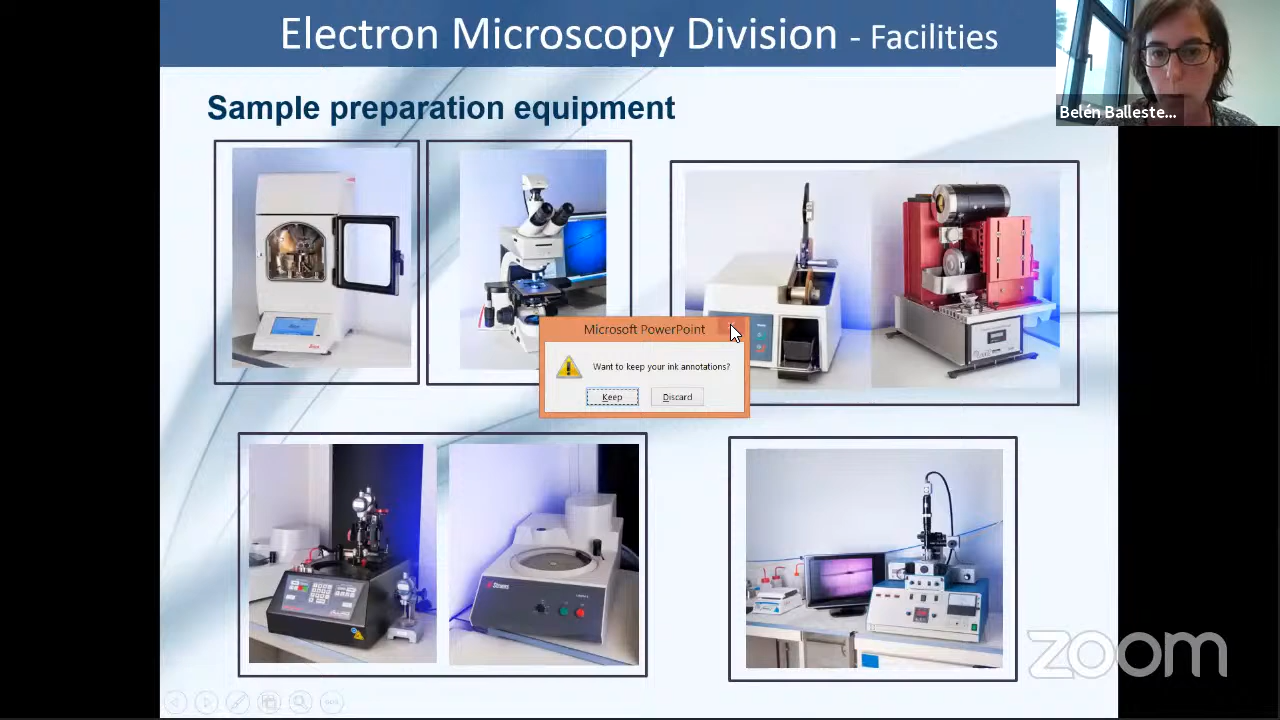 Electron Microscopy Division - Facilities
Belén Balleste...
Sample preparation equipment
Microsoft PowerPoint
Want to keep your ink annotations?
Keep
Discard
zoom